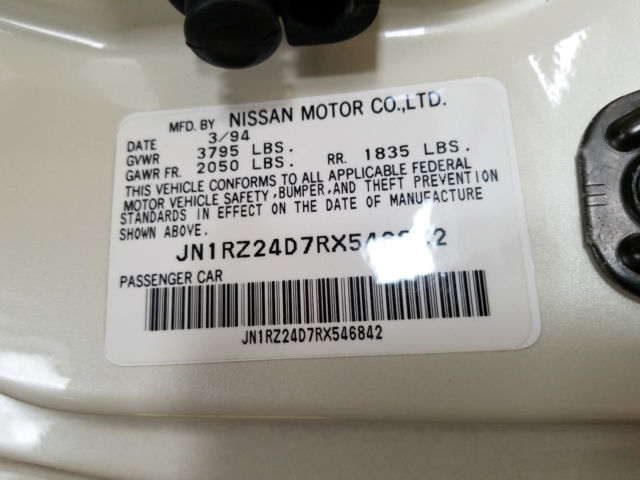 MFD. BY NISSAN MOTOR CO.,LTD.
DATE 3/94
GVWR 3795 LBS.
GAWR FR. 2050 LBS. RR. 1835 LBS.
THIS VEHICLE CONFORMS TO ALL APPLICABLE FEDERAL
MOTOR VEHICLE SAFETY,BUMPER,AND THEFT PREVENTION
STANDARDS IN EFFECT ON THE DATE OF MANUFACTURE
SHOWN ABOVE.
JN1RZ24D7RX546842
PASSENGER CAR
JN1RZ24D7RX546842